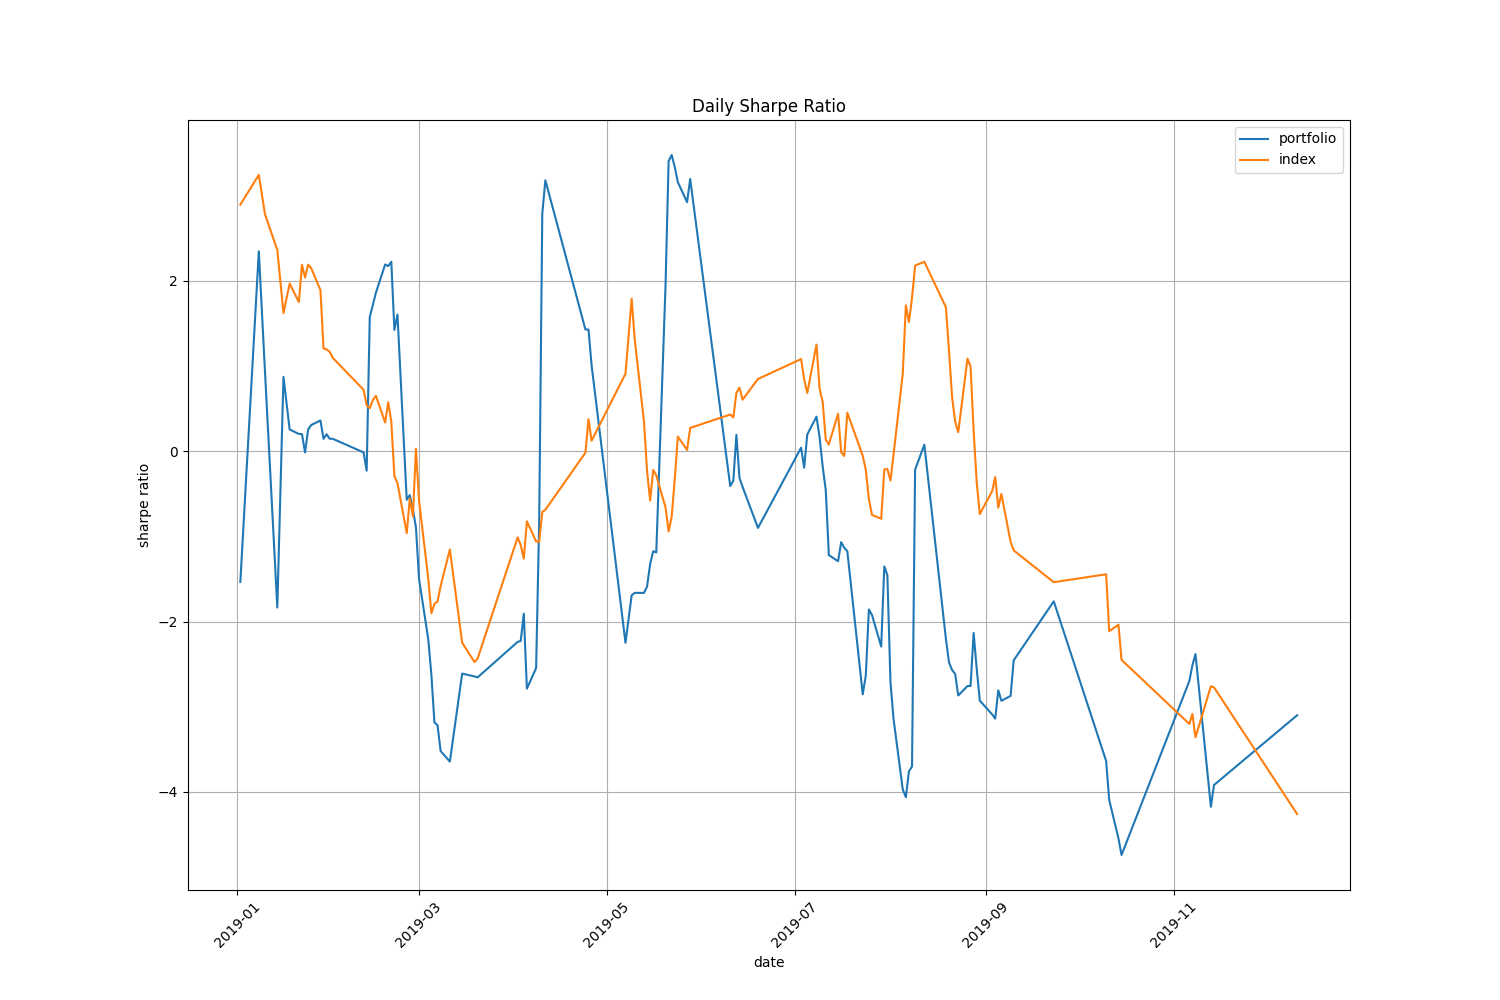 Daily Sharpe Ratio
portfolio
index
sharpe ratio
2
0
−2
−4
2019-01
2019-03
2019-05
2019-07
2019-09
2019-11
date